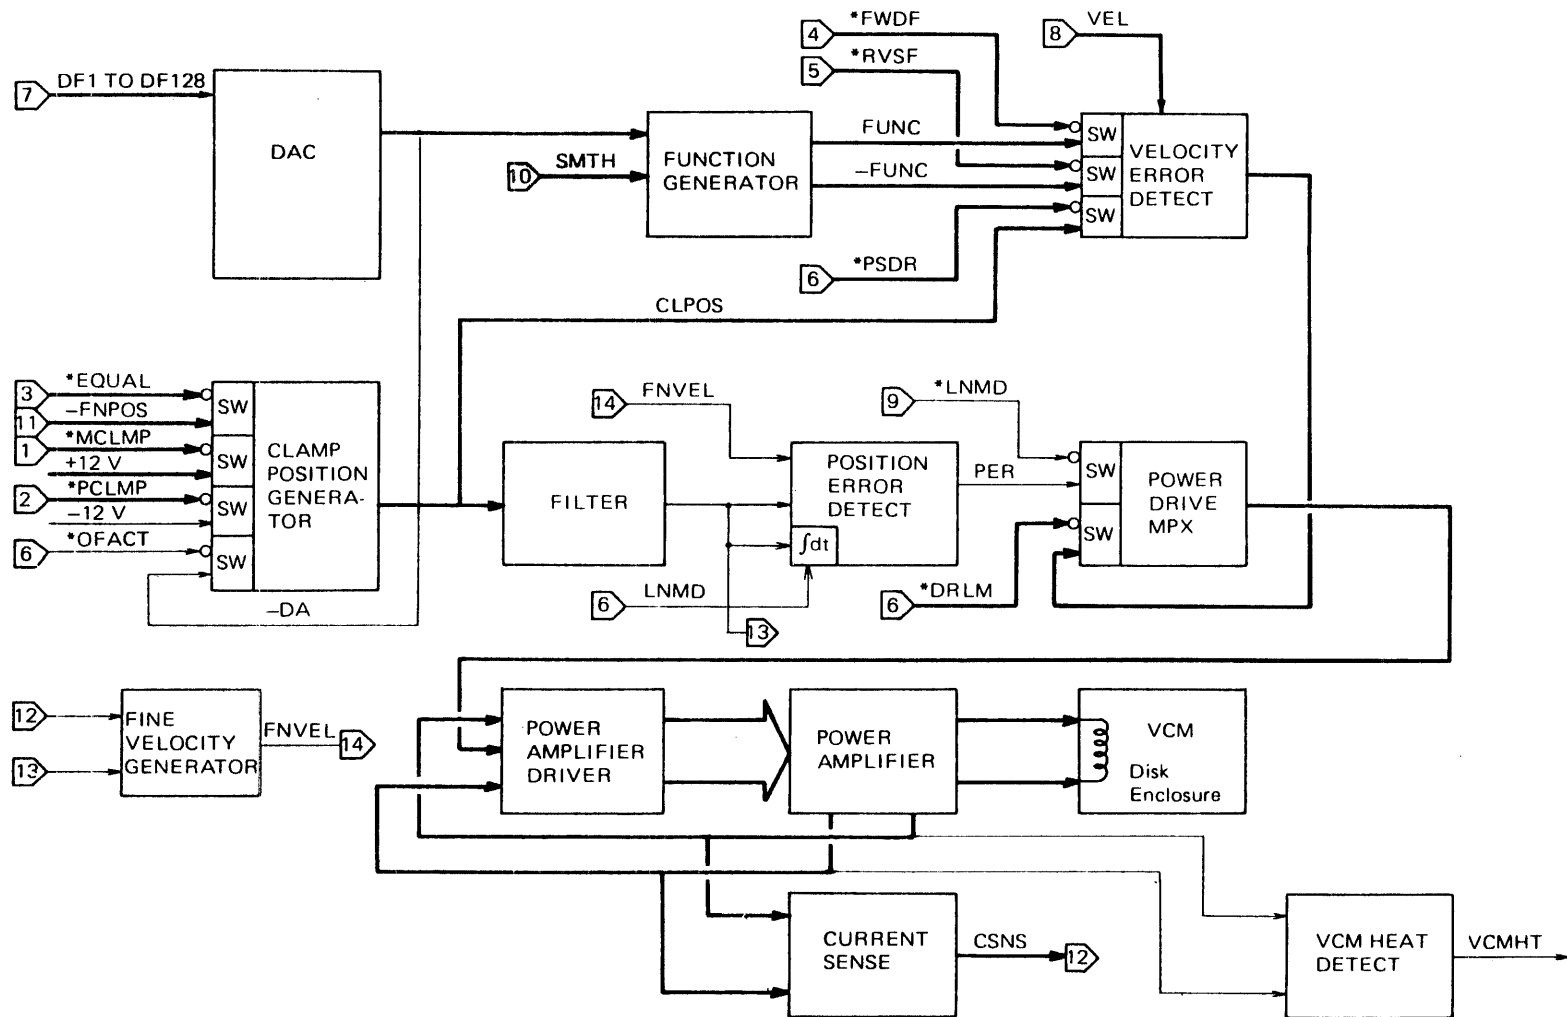 4 *FWDF
8 VEL
5 *RVSF
7 DF1 TO DF128
DAC
10 SMTH
FUNCTION
GENERATOR
FUNC
−FUNC
SW
SW
SW
VELOCITY
ERROR
DETECT
6 *PSDR
CLPOS
3 *EQUAL
11 −FNPOS
1 *MCLMP
+12 V
2 *PCLMP
−12 V
6 *OFACT
SW
SW
SW
SW
CLAMP
POSITION
GENERA-
TOR
−DA
FILTER
14 FNVEL
POSITION
ERROR
DETECT
∫dt
6 LNMD
13
PER
9 *LNMD
SW
SW
POWER
DRIVE
MPX
6 *DRLM
12
13
FINE
VELOCITY
GENERATOR
FNVEL 14
POWER
AMPLIFIER
DRIVER
POWER
AMPLIFIER
VCM
Disk
Enclosure
CURRENT
SENSE
CSNS 12
VCM HEAT
DETECT
VCMHT